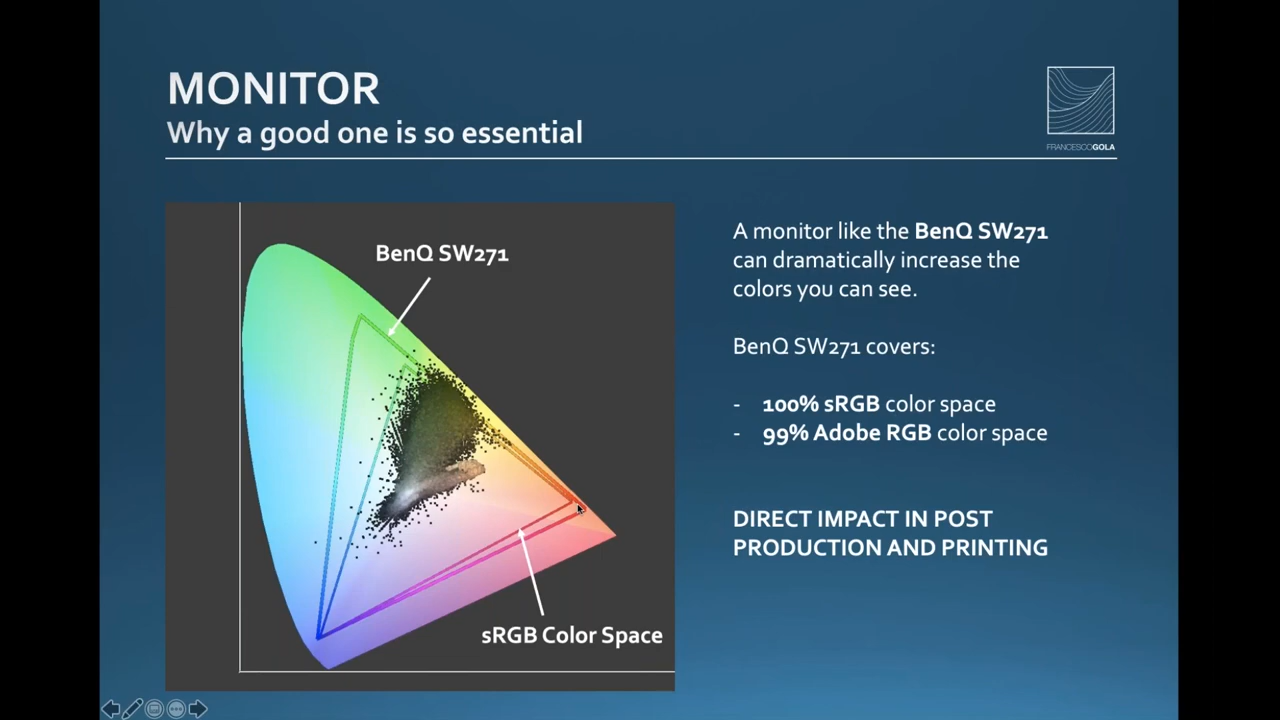 MONITOR
Why a good one is so essential
FRANCESCOGOLA
BenQ SW271
sRGB Color Space
A monitor like the BenQ SW271
can dramatically increase the
colors you can see.
BenQ SW271 covers:
- 100% sRGB color space
- 99% Adobe RGB color space
DIRECT IMPACT IN POST
PRODUCTION AND PRINTING